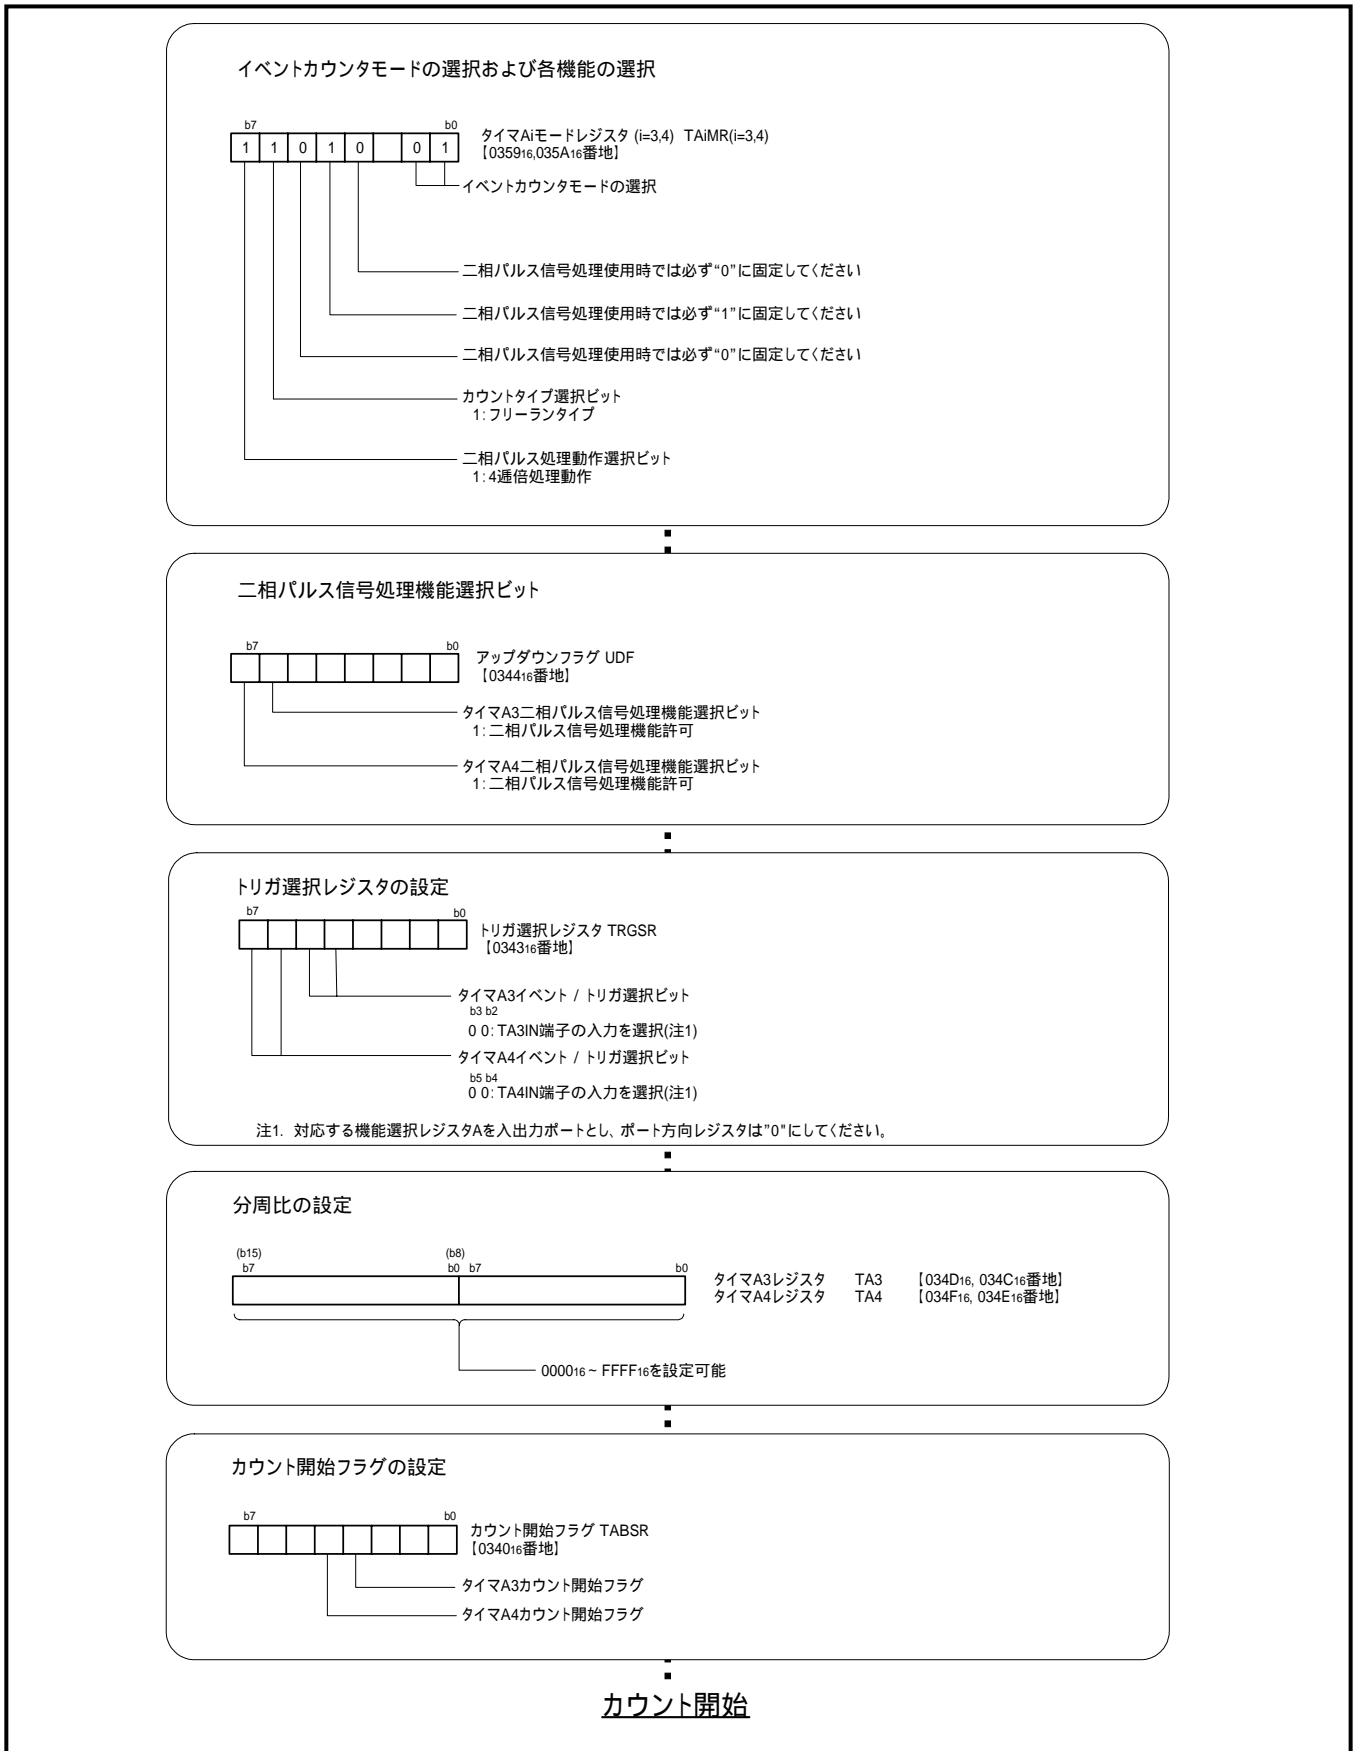 イベントカウンタモードの選択および各機能の選択
b7 b0
1 1 0 1 0 0 1
タイマAiモードレジスタ (i=3,4) TAiMR(i=3,4)
【035916,035A16番地】
イベントカウンタモードの選択
二相パルス信号処理使用時では必ず“0”に固定してください
二相パルス信号処理使用時では必ず“1”に固定してください
二相パルス信号処理使用時では必ず“0”に固定してください
カウントタイプ選択ビット
1: フリーランタイプ
二相パルス処理動作選択ビット
1: 4逓倍処理動作
二相パルス信号処理機能選択ビット
b7 b0
アップダウンフラグ UDF
【034416番地】
タイマA3二相パルス信号処理機能選択ビット
1: 二相パルス信号処理機能許可
タイマA4二相パルス信号処理機能選択ビット
1: 二相パルス信号処理機能許可
トリガ選択レジスタの設定
b7 b0
トリガ選択レジスタ TRGSR
【034316番地】
タイマA3イベント / トリガ選択ビット
b3 b2
0 0: TA3IN端子の入力を選択(注1)
タイマA4イベント / トリガ選択ビット
b5 b4
0 0: TA4IN端子の入力を選択(注1)
注1. 対応する機能選択レジスタAを入出力ポートとし、ポート方向レジスタは"0"にしてください。
分周比の設定
(b15) (b8)
b7 b0 b7 b0
タイマA3レジスタ TA3 【034D16, 034C16番地】
タイマA4レジスタ TA4 【034F16, 034E16番地】
000016 ~ FFFF16を設定可能
カウント開始フラグの設定
b7 b0
カウント開始フラグ TABSR
【034016番地】
タイマA3カウント開始フラグ
タイマA4カウント開始フラグ
カウント開始